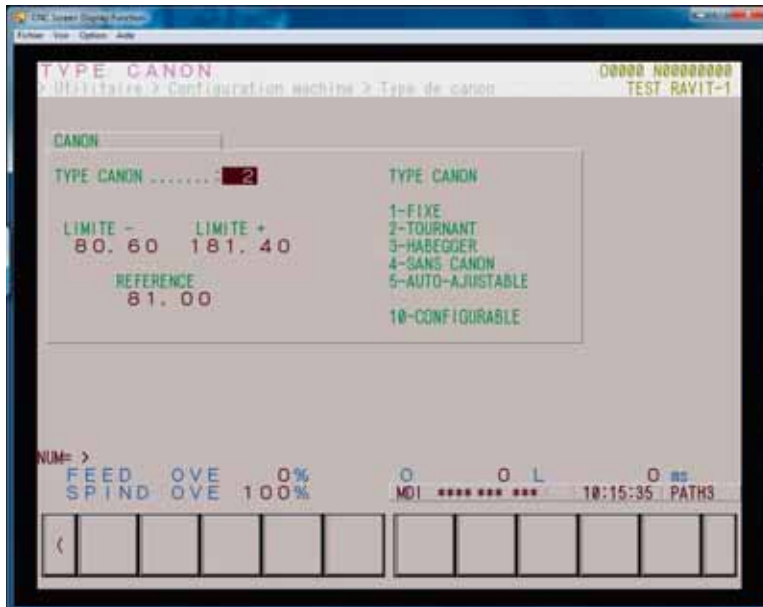 CNC Screen Display Function
Fichier Voir Option Aide
TYPE CANON O0000 N00000000
> Utilitaire > Configuration machine > Type de canon TEST RAVIT-1
CANON
TYPE CANON .......: 2 TYPE CANON
1-FIXE
LIMITE - LIMITE + 2-TOURNANT
80.60 181.40 3-HABEGGER
4-SANS CANON
REFERENCE 5-AUTO-AJUSTABLE
81.00
10-CONFIGURABLE
NUM= >
FEED OVE 0% O 0 L 0 ms
SPIND OVE 100% MDI **** *** *** 10:15:35 PATH3
(